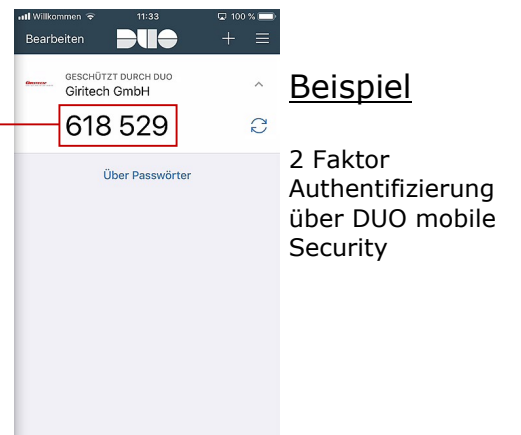 Willkommen 11:33 100 %
Bearbeiten DUO + ≡
GESCHÜTZT DURCH DUO
Giritech GmbH
618 529
Über Passwörter
Beispiel
2 Faktor
Authentifizierung
über DUO mobile
Security